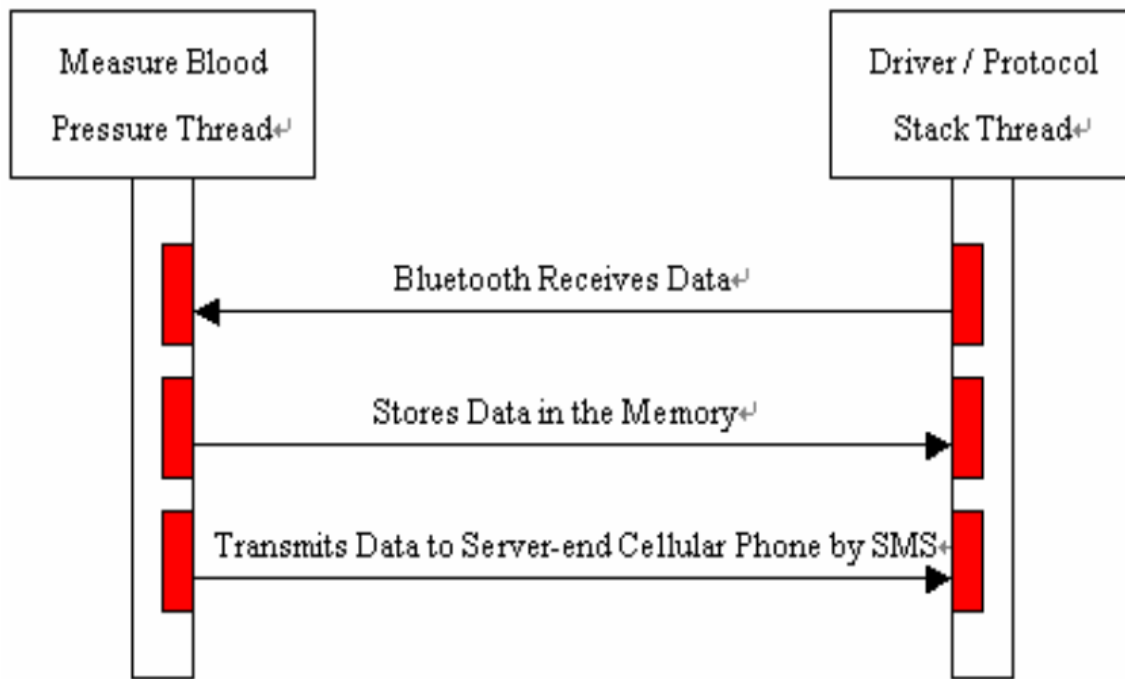 Measure Blood
Pressure Thread↵
Driver / Protocol
Stack Thread↵
Bluetooth Receives Data↵
Stores Data in the Memory↵
Transmits Data to Server-end Cellular Phone by SMS↵